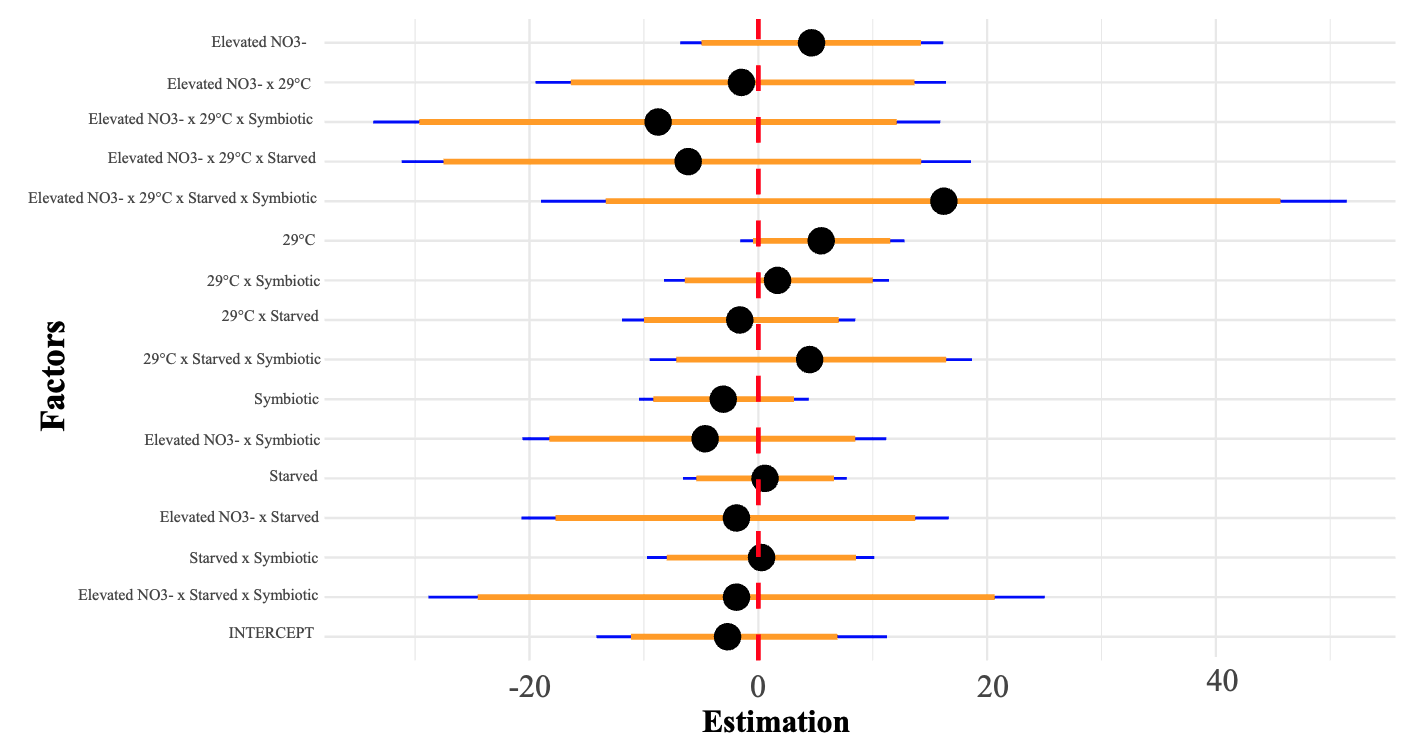 Elevated NO3-
Elevated NO3- x 29°C
Elevated NO3- x 29°C x Symbiotic
Elevated NO3- x 29°C x Starved
Elevated NO3- x 29°C x Starved x Symbiotic
29°C
29°C x Symbiotic
29°C x Starved
29°C x Starved x Symbiotic
Symbiotic
Elevated NO3- x Symbiotic
Starved
Elevated NO3- x Starved
Starved x Symbiotic
Elevated NO3- x Starved x Symbiotic
INTERCEPT
Factors
-20 0 20 40
Estimation